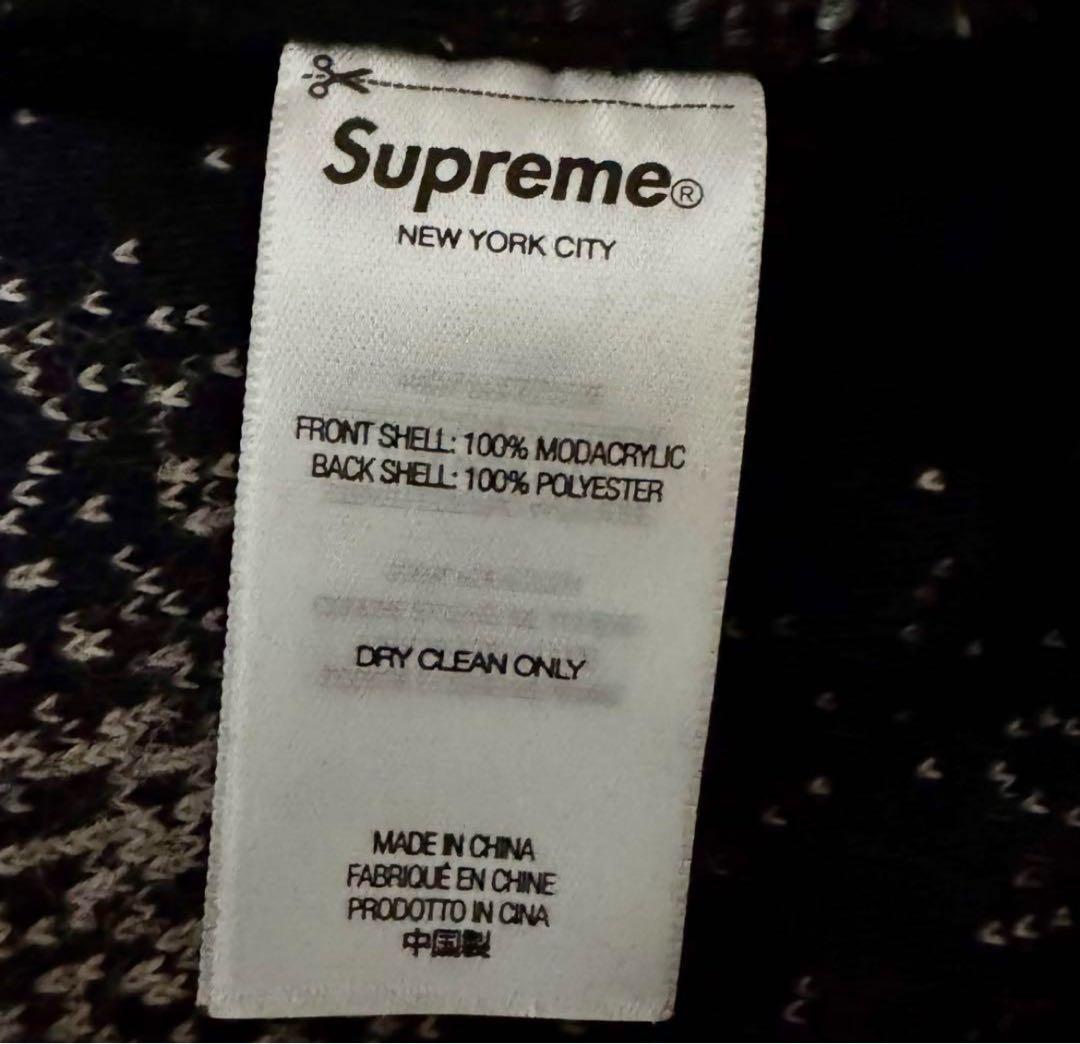 Supreme®
NEW YORK CITY
FRONT SHELL: 100% MODACRYLIC
BACK SHELL: 100% POLYESTER
DRY CLEAN ONLY
MADE IN CHINA
FABRIQUÉ EN CHINE
PRODOTTO IN CINA
中国製